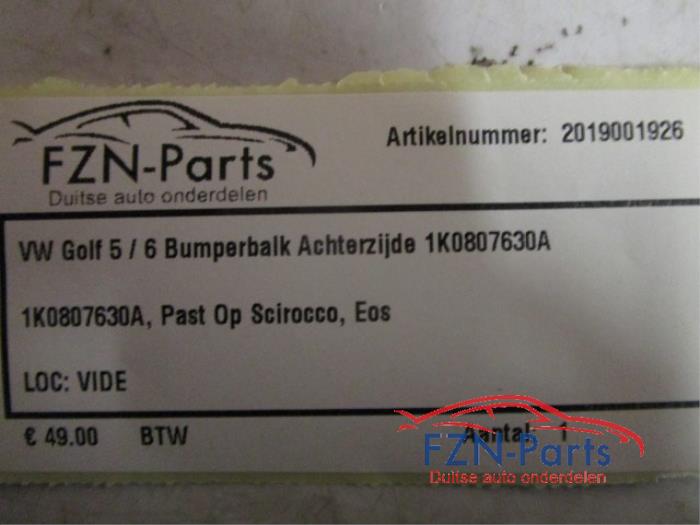 FZN-Parts
Duitse auto onderdelen
Artikelnummer: 2019001926
VW Golf 5 / 6 Bumperbalk Achterzijde 1K0807630A
1K0807630A, Past Op Scirocco, Eos
LOC: VIDE
€ 49.00 BTW Aantal: 1
FZN-Parts
Duitse auto onderdelen